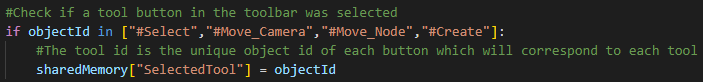 #Check if a tool button in the toolbar was selected
if objectId in ["#Select","#Move_Camera","#Move_Node","#Create"]:
#The tool id is the unique object id of each button which will correspond to each tool
sharedMemory["SelectedTool"] = objectId